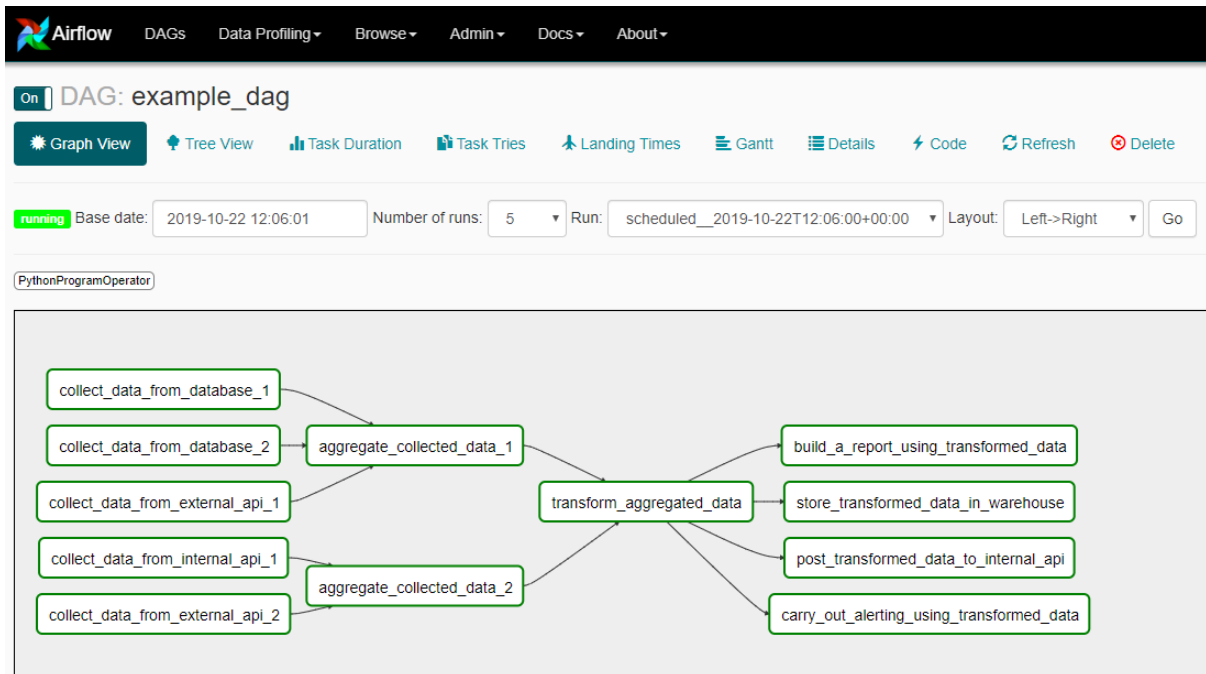 Airflow DAGs Data Profiling Browse Admin Docs About
On DAG: example_dag
Graph View Tree View Task Duration Task Tries Landing Times Gantt Details Code Refresh Delete
running Base date: 2019-10-22 12:06:01 Number of runs: 5 Run: scheduled__2019-10-22T12:06:00+00:00 Layout: Left->Right Go
PythonProgramOperator
collect_data_from_database_1
collect_data_from_database_2
collect_data_from_external_api_1
collect_data_from_internal_api_1
collect_data_from_external_api_2
aggregate_collected_data_1
aggregate_collected_data_2
transform_aggregated_data
build_a_report_using_transformed_data
store_transformed_data_in_warehouse
post_transformed_data_to_internal_api
carry_out_alerting_using_transformed_data